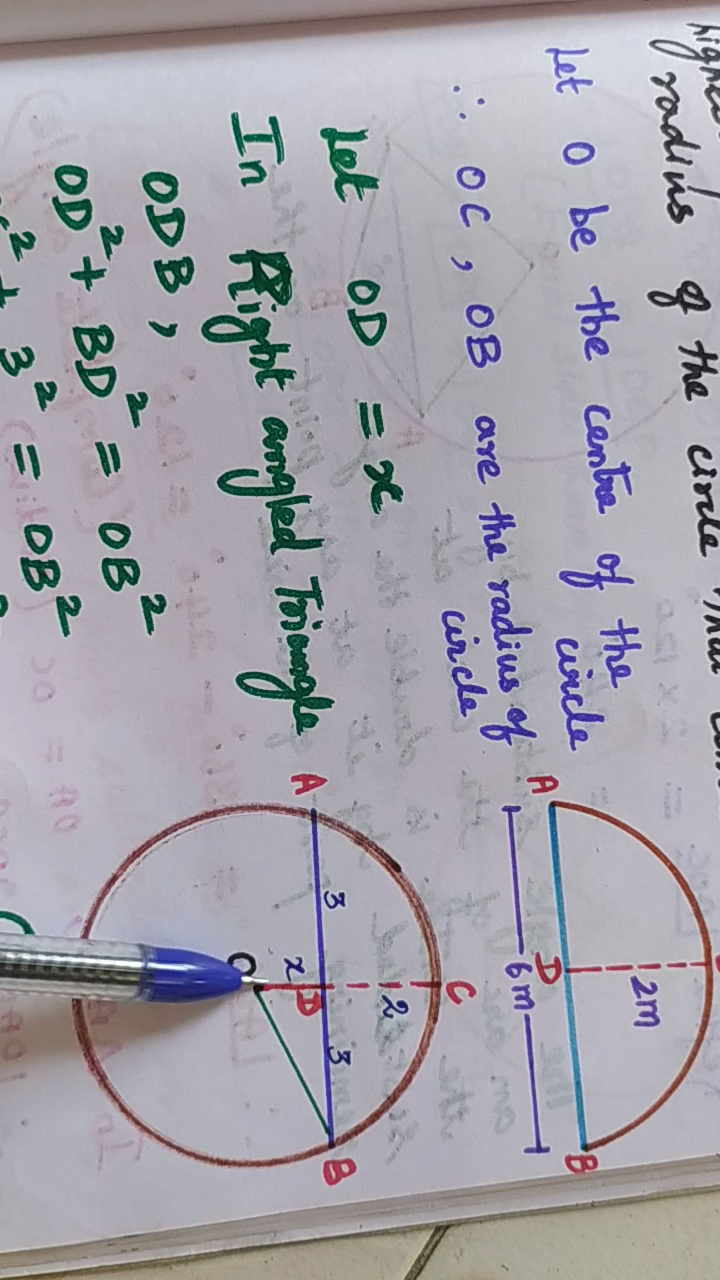 radius of the circle
Let O be the centre of the
circle
∴ OC, OB are the radius of
circle
Let OD = x
In Right angled Triangle
ODB,
OD² + BD² = OB²
3² = OB²
A
D
B
2m
6m
A
3
D
3
B
C
2
x
O